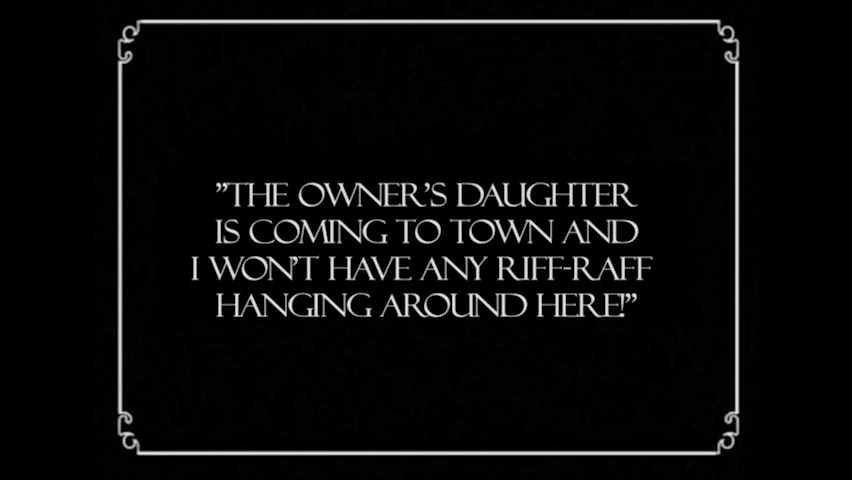 ”THE OWNER’S DAUGHTER
IS COMING TO TOWN AND
I WON’T HAVE ANY RIFF-RAFF
HANGING AROUND HERE!”